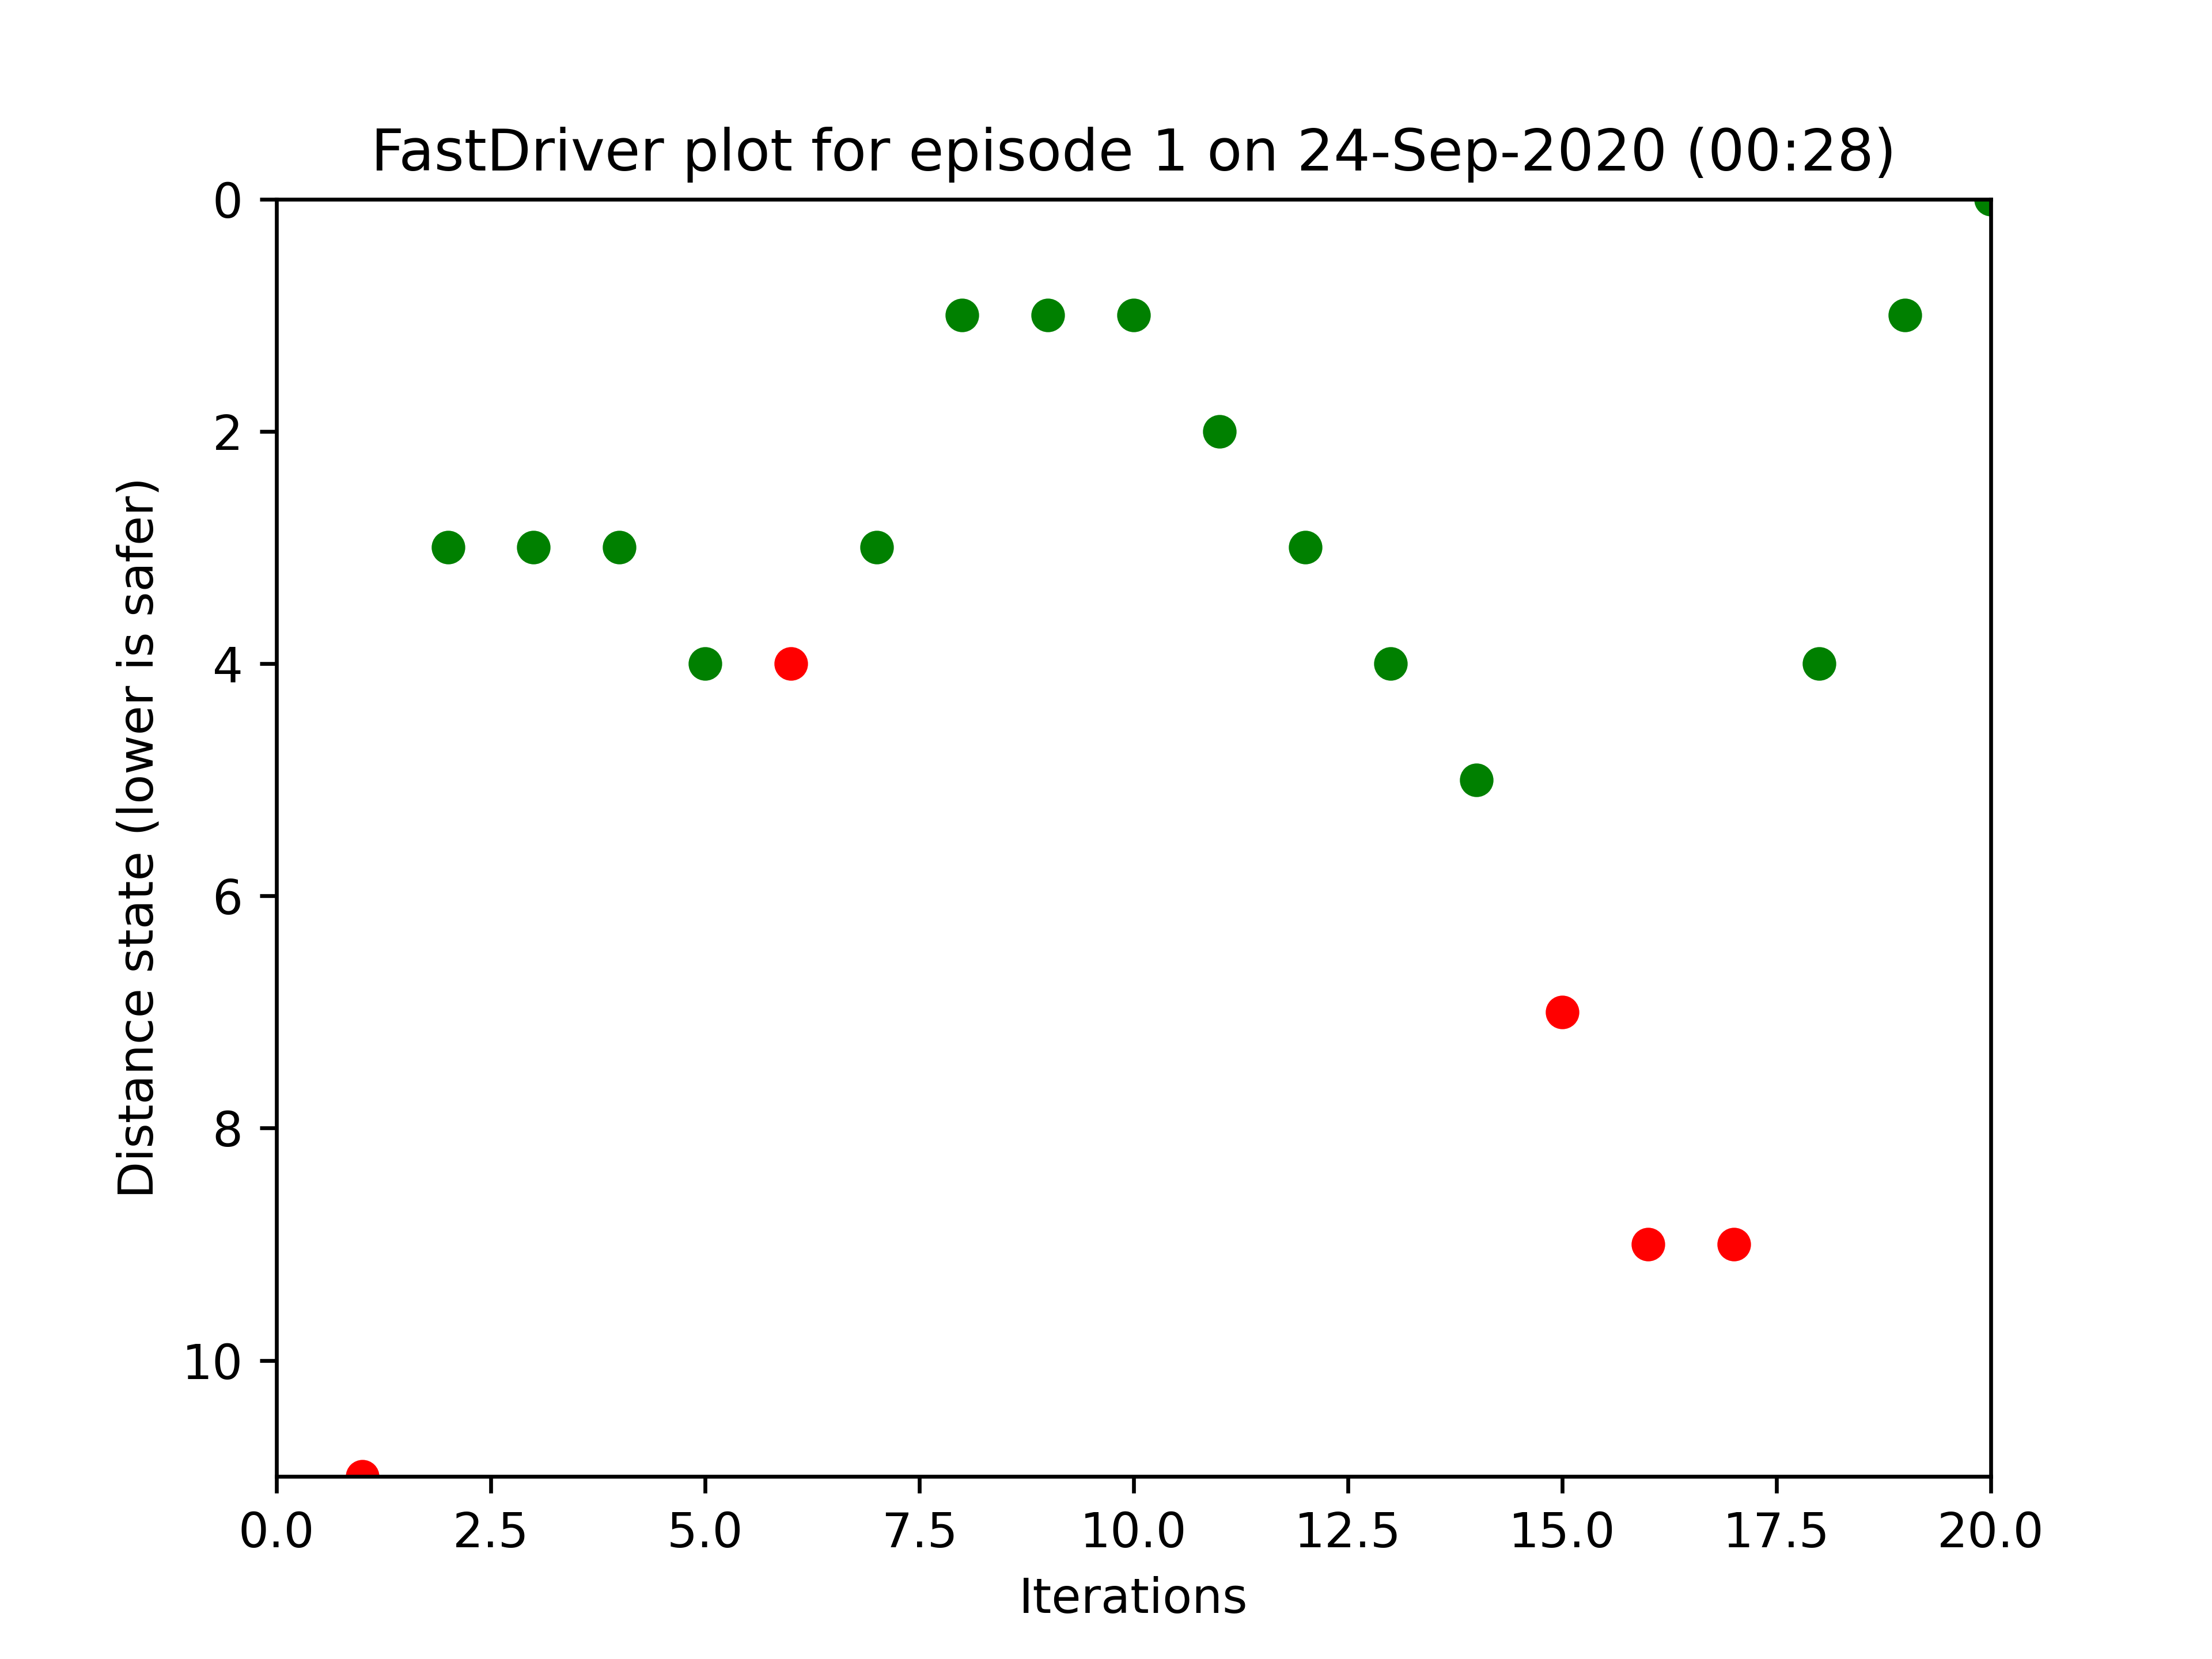 FastDriver plot for episode 1 on 24-Sep-2020 (00:28)
0
2
4
6
8
10
Distance state (lower is safer)
0.0 2.5 5.0 7.5 10.0 12.5 15.0 17.5 20.0
Iterations